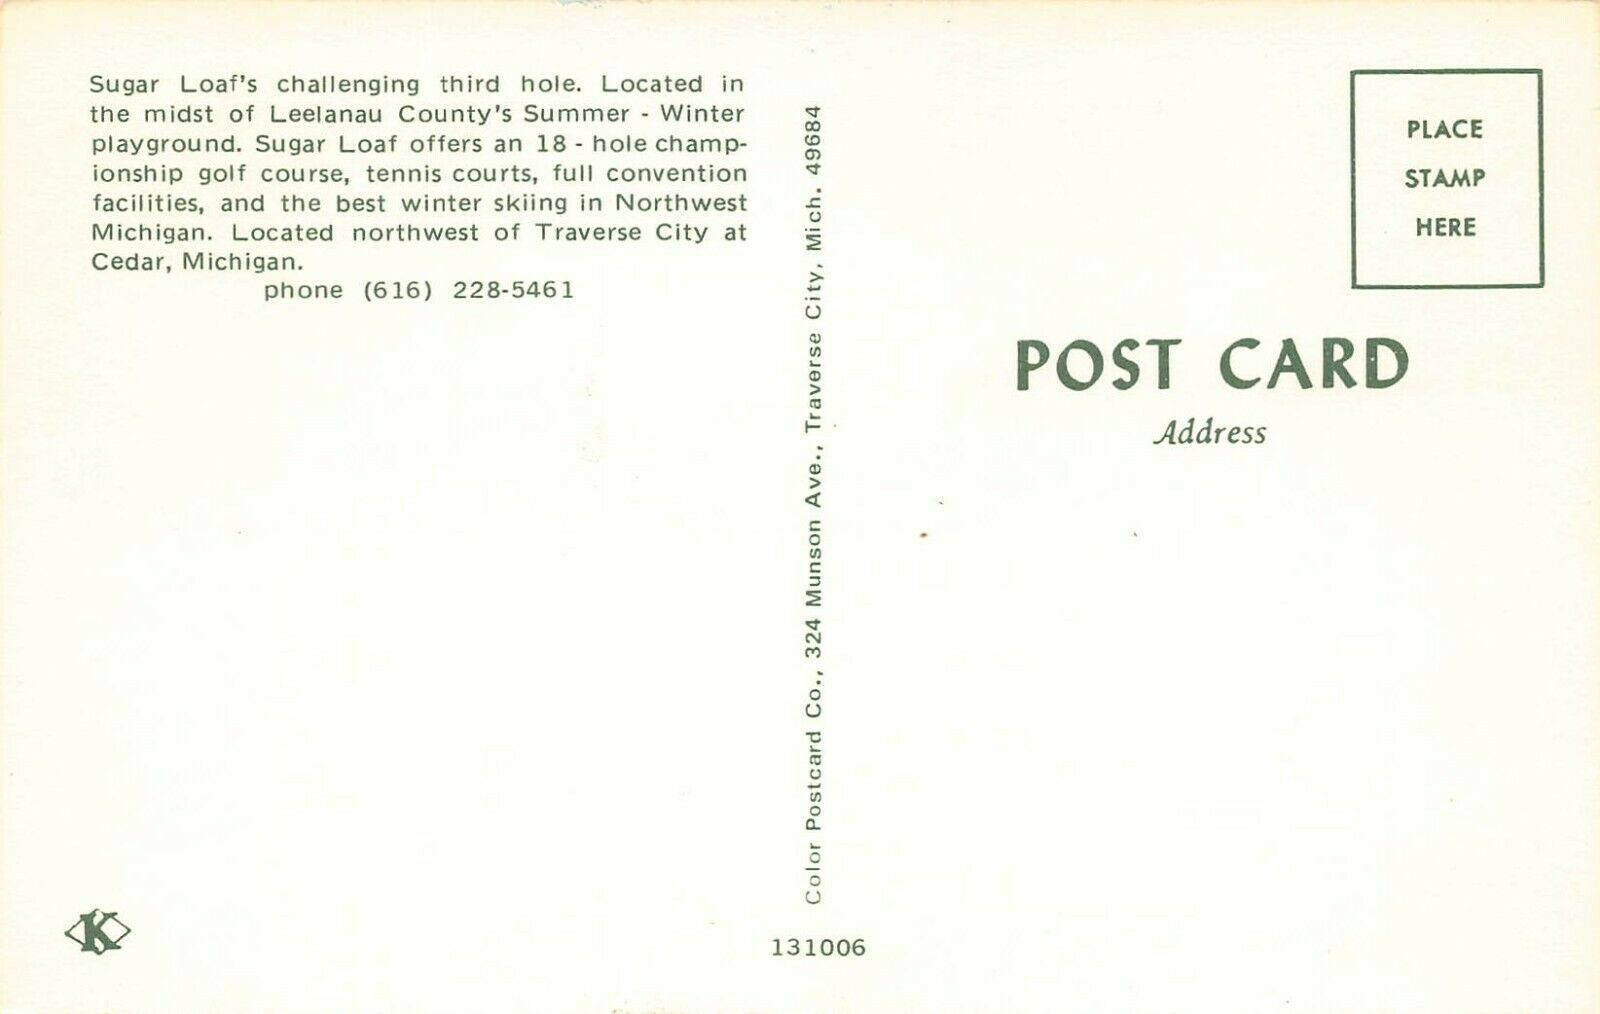 Sugar Loaf's challenging third hole. Located in
the midst of Leelanau County's Summer - Winter
playground. Sugar Loaf offers an 18 - hole champ-
ionship golf course, tennis courts, full convention
facilities, and the best winter skiing in Northwest
Michigan. Located northwest of Traverse City at
Cedar, Michigan.
phone (616) 228-5461
K
Color Postcard Co., 324 Munson Ave., Traverse City, Mich. 49684
131006
PLACE
STAMP
HERE
POST CARD
Address